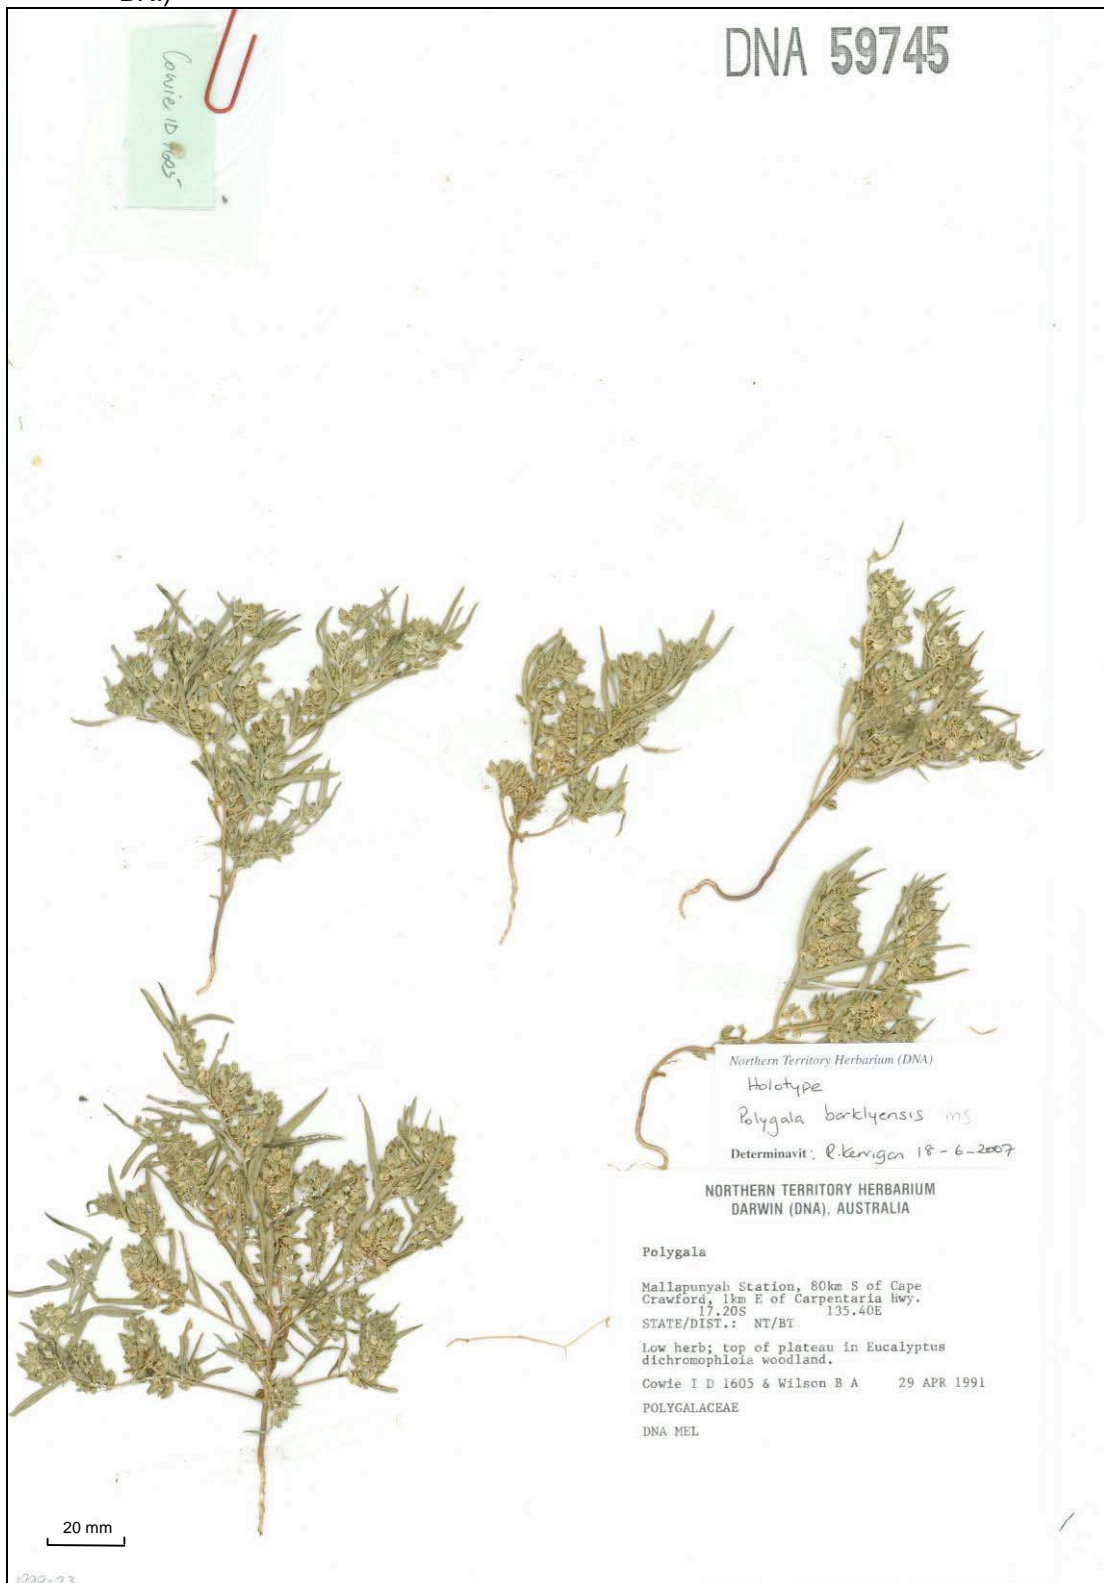 DNA 59745
Cowie ID 1605
Northern Territory Herbarium (DNA)
Holotype
Polygala barklyensis ms
Determinavit: R. Kerrigan 18-6-2007
NORTHERN TERRITORY HERBARIUM
DARWIN (DNA), AUSTRALIA
Polygala
Mallapunyah Station, 80km S of Cape
Crawford, 1km E of Carpentaria Hwy.
17.20S 135.40E
STATE/DIST.: NT/BT
Low herb; top of plateau in Eucalyptus
dichromophloia woodland.
Cowie I D 1605 & Wilson B A 29 APR 1991
POLYGALACEAE
DNA MEL
20 mm